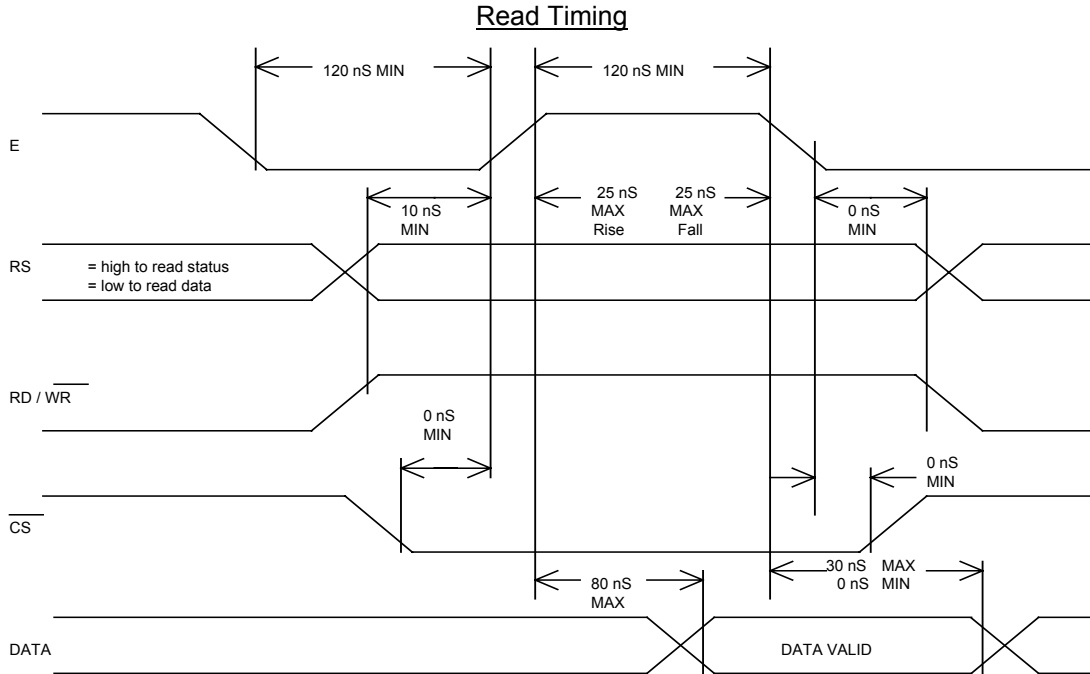 Read Timing
120 nS MIN
120 nS MIN
E
10 nS
MIN
25 nS
MAX
Rise
25 nS
MAX
Fall
0 nS
MIN
RS
= high to read status
= low to read data
RD / WR
0 nS
MIN
0 nS
MIN
CS
80 nS
MAX
30 nS MAX
0 nS MIN
DATA
DATA VALID